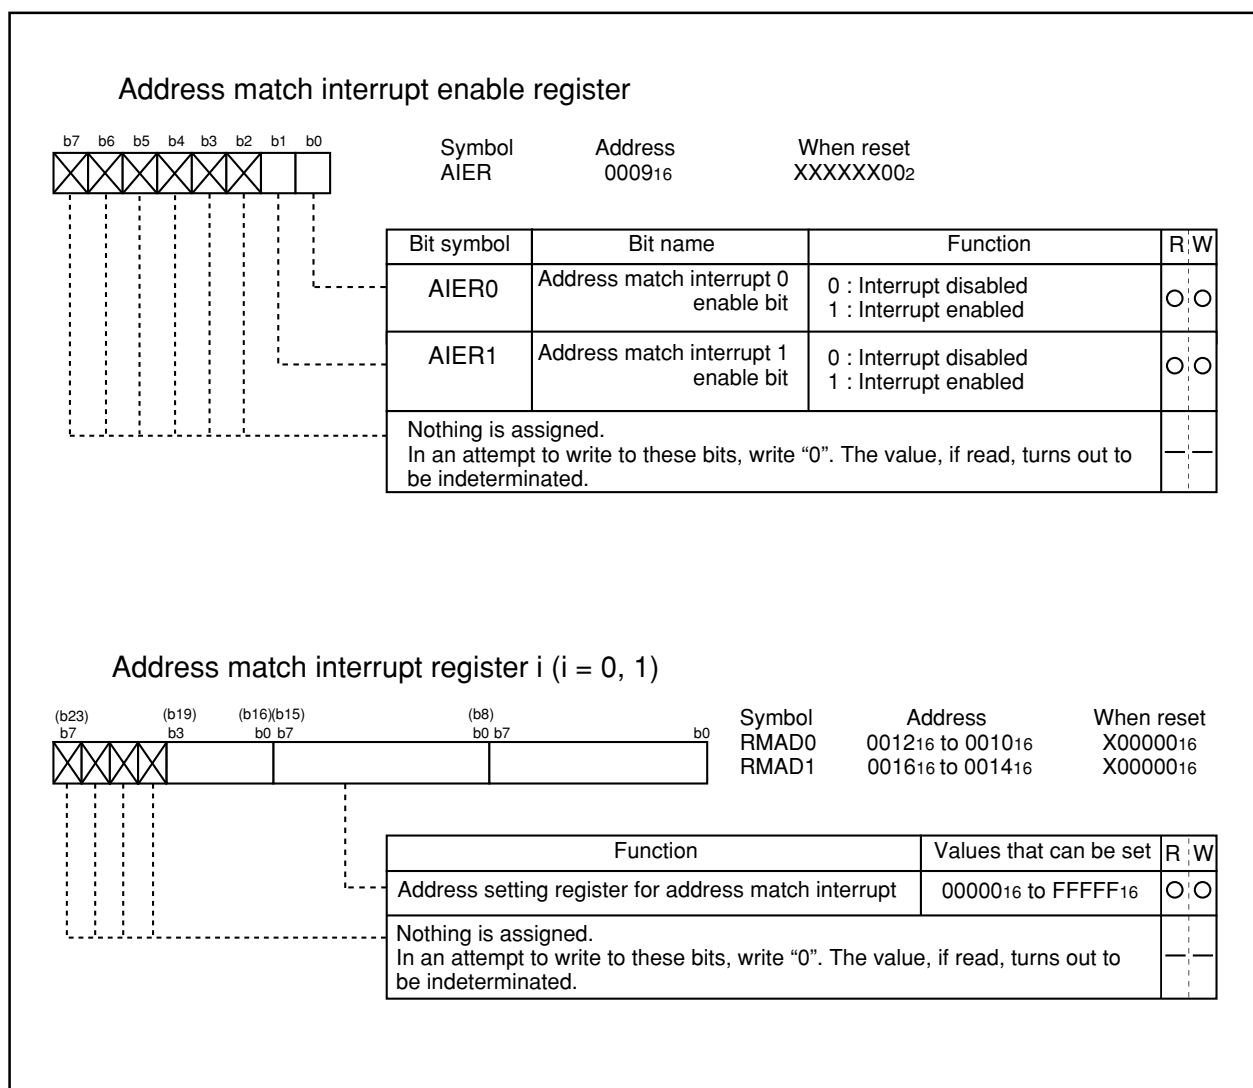 Address match interrupt enable register
b7 b6 b5 b4 b3 b2 b1 b0
Symbol Address When reset
AIER 000916 XXXXXX002
Bit symbol Bit name Function R W
AIER0 Address match interrupt 0 enable bit 0 : Interrupt disabled
1 : Interrupt enabled
AIER1 Address match interrupt 1 enable bit 0 : Interrupt disabled
1 : Interrupt enabled
Nothing is assigned.
In an attempt to write to these bits, write “0”. The value, if read, turns out to
be indeterminated.
Address match interrupt register i (i = 0, 1)
(b23) (b19) (b16)(b15) (b8)
b7 b3 b0 b7 b0 b7 b0
Symbol Address When reset
RMAD0 001216 to 001016 X0000016
RMAD1 001616 to 001416 X0000016
Function Values that can be set R W
Address setting register for address match interrupt 0000016 to FFFFF16
Nothing is assigned.
In an attempt to write to these bits, write “0”. The value, if read, turns out to
be indeterminated.